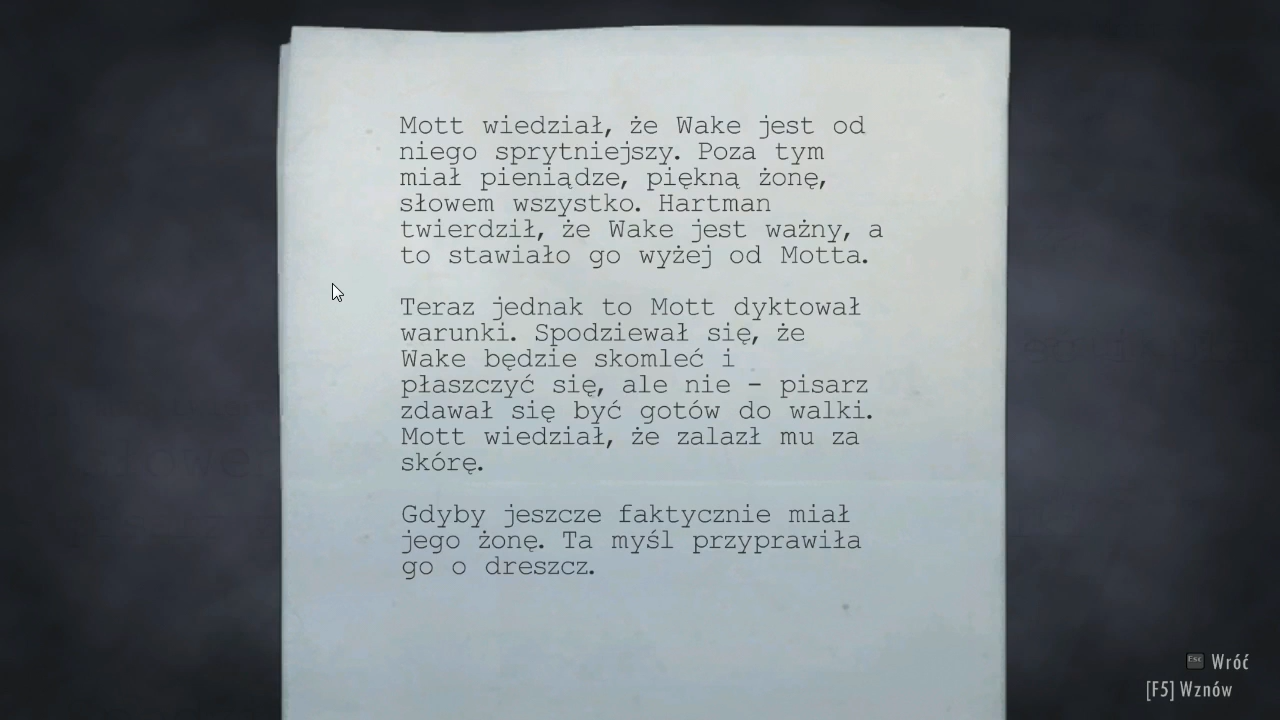 Mott wiedział, że Wake jest od
niego sprytniejszy. Poza tym
miał pieniądze, piękną żonę,
słowem wszystko. Hartman
twierdził, że Wake jest ważny, a
to stawiało go wyżej od Motta.
Teraz jednak to Mott dyktował
warunki. Spodziewał się, że
Wake będzie skomleć i
płaszczyć się, ale nie – pisarz
zdawał się być gotów do walki.
Mott wiedział, że zalazł mu za
skórę.
Gdyby jeszcze faktycznie miał
jego żonę. Ta myśl przyprawiła
go o dreszcz.
Esc Wróć
[F5] Wznów